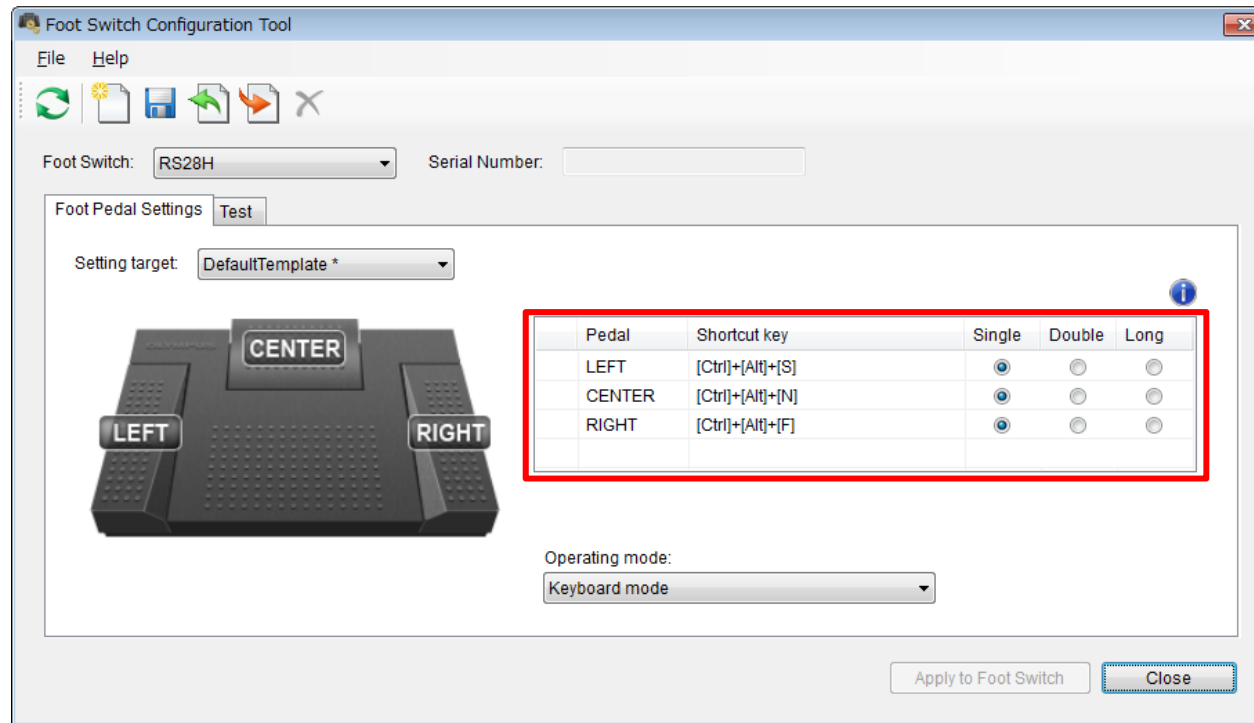 Foot Switch Configuration Tool
File Help
Foot Switch: RS28H Serial Number:
Foot Pedal Settings Test
Setting target: DefaultTemplate *
i
OLYMPUS
CENTER
LEFT
RIGHT
Pedal Shortcut key Single Double Long
LEFT [Ctrl]+[Alt]+[S]
CENTER [Ctrl]+[Alt]+[N]
RIGHT [Ctrl]+[Alt]+[F]
Operating mode:
Keyboard mode
Apply to Foot Switch Close